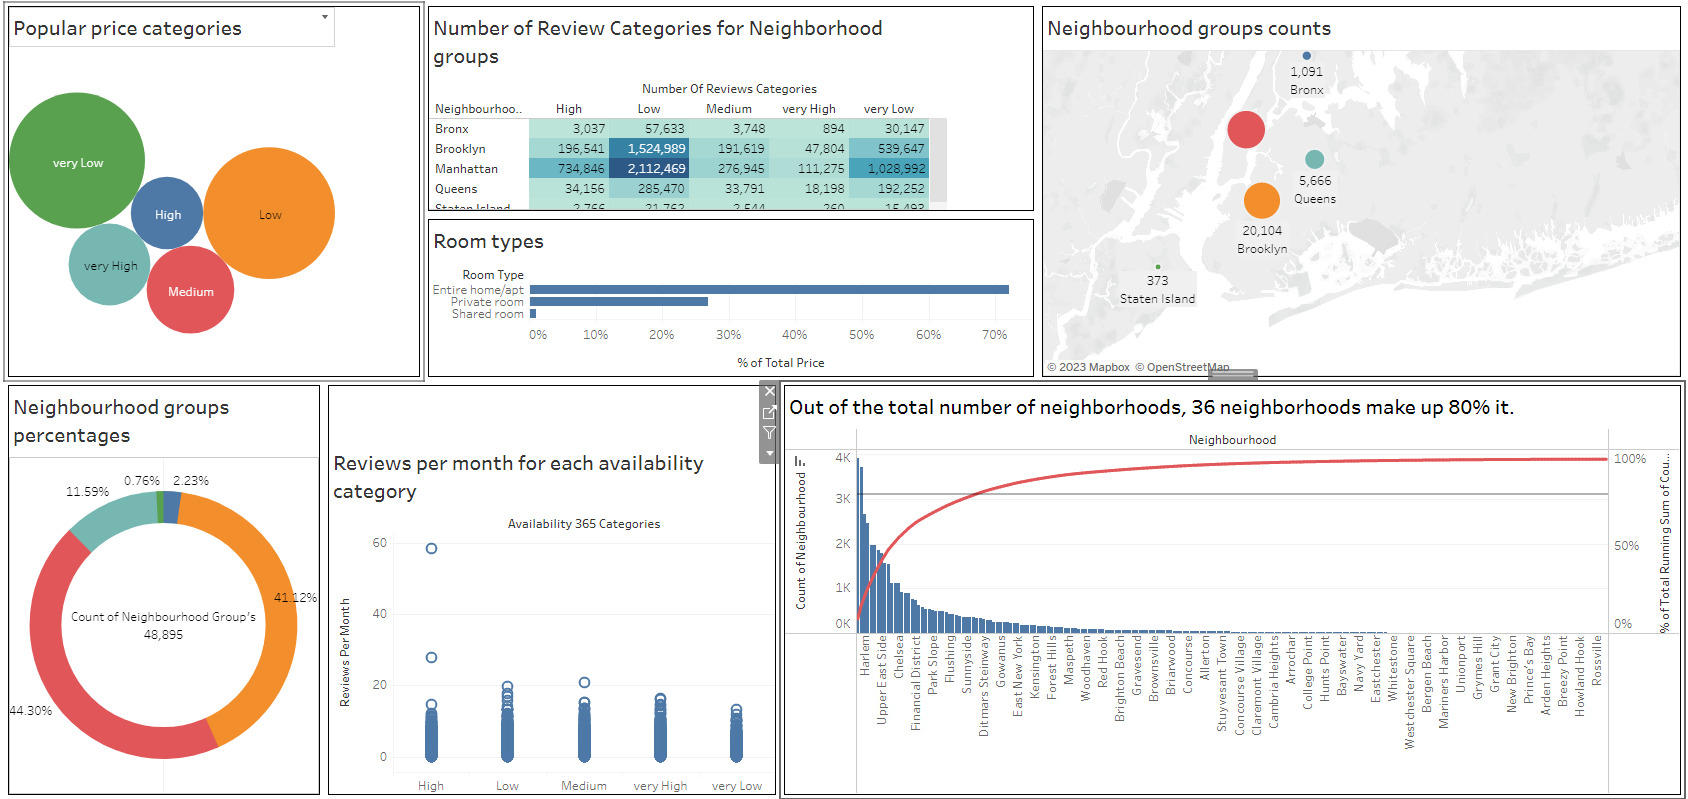 Popular price categories
very Low
High
Low
very High
Medium
Number of Review Categories for Neighborhood
groups
Number Of Reviews Categories
Neighbourhoo.. High Low Medium very High very Low
Bronx 3,037 57,633 3,748 894 30,147
Brooklyn 196,541 1,524,989 191,619 47,804 539,647
Manhattan 734,846 2,112,469 276,945 111,275 1,028,992
Queens 34,156 285,470 33,791 18,198 192,252
Staten Island 2,766 21,762 2,544 260 15,493
Room types
Room Type
Entire home/apt
Private room
Shared room
0% 10% 20% 30% 40% 50% 60% 70%
% of Total Price
Neighbourhood groups counts
1,091
Bronx
5,666
Queens
20,104
Brooklyn
373
Staten Island
© 2023 Mapbox © OpenStreetMap
Neighbourhood groups
percentages
0.76% 2.23%
11.59%
41.12%
Count of Neighbourhood Group's
48,895
44.30%
Reviews per month for each availability
category
Availability 365 Categories
Reviews Per Month
60
40
20
0
High Low Medium very High very Low
Out of the total number of neighborhoods, 36 neighborhoods make up 80% it.
Neighbourhood
Count of Neighbourhood
4K
3K
2K
1K
0K
100%
50%
0%
% of Total Running Sum of Cou..
Harlem
Upper East Side
Chelsea
Financial District
Park Slope
Flushing
Sunnyside
Ditmars Steinway
Gowanus
East New York
Kensington
Forest Hills
Maspeth
Woodhaven
Red Hook
Brighton Beach
Gravesend
Brownsville
Briarwood
Concourse
Allerton
Stuyvesant Town
Concourse Village
Claremont Village
Cambria Heights
Arrochar
College Point
Hunts Point
Bayswater
Navy Yard
Eastchester
Whitestone
Westchester Square
Bergen Beach
Mariners Harbor
Unionport
Grymes Hill
Grant City
New Brighton
Prince's Bay
Arden Heights
Breezy Point
Howland Hook
Rossville